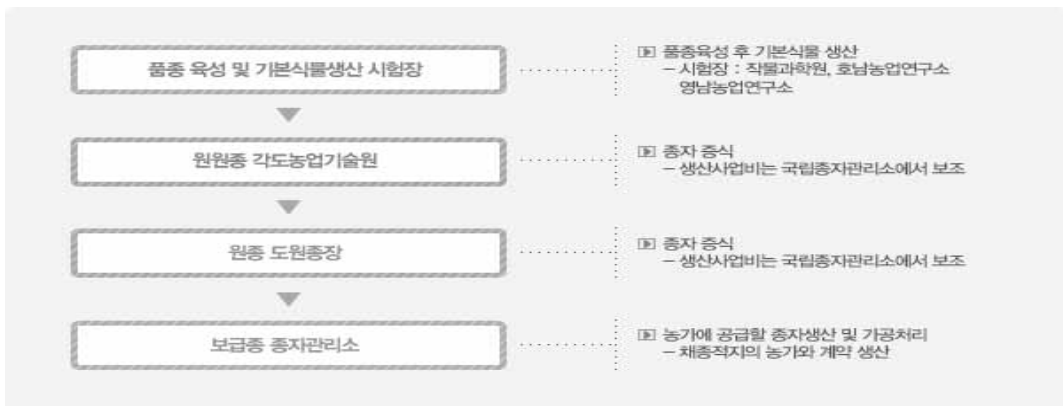 품종 육성 및 기본식물생산 시험장
▶ 품종육성 후 기본식물 생산
– 시험장 : 작물과학원, 호남농업연구소
영남농업연구소
원원종 각도농업기술원
▶ 종자 증식
– 생산사업비는 국립종자관리소에서 보조
원종 도원종장
▶ 종자 증식
– 생산사업비는 국립종자관리소에서 보조
보급종 종자관리소
▶ 농가에 공급할 종자생산 및 가공처리
– 채종적지의 농가와 계약 생산